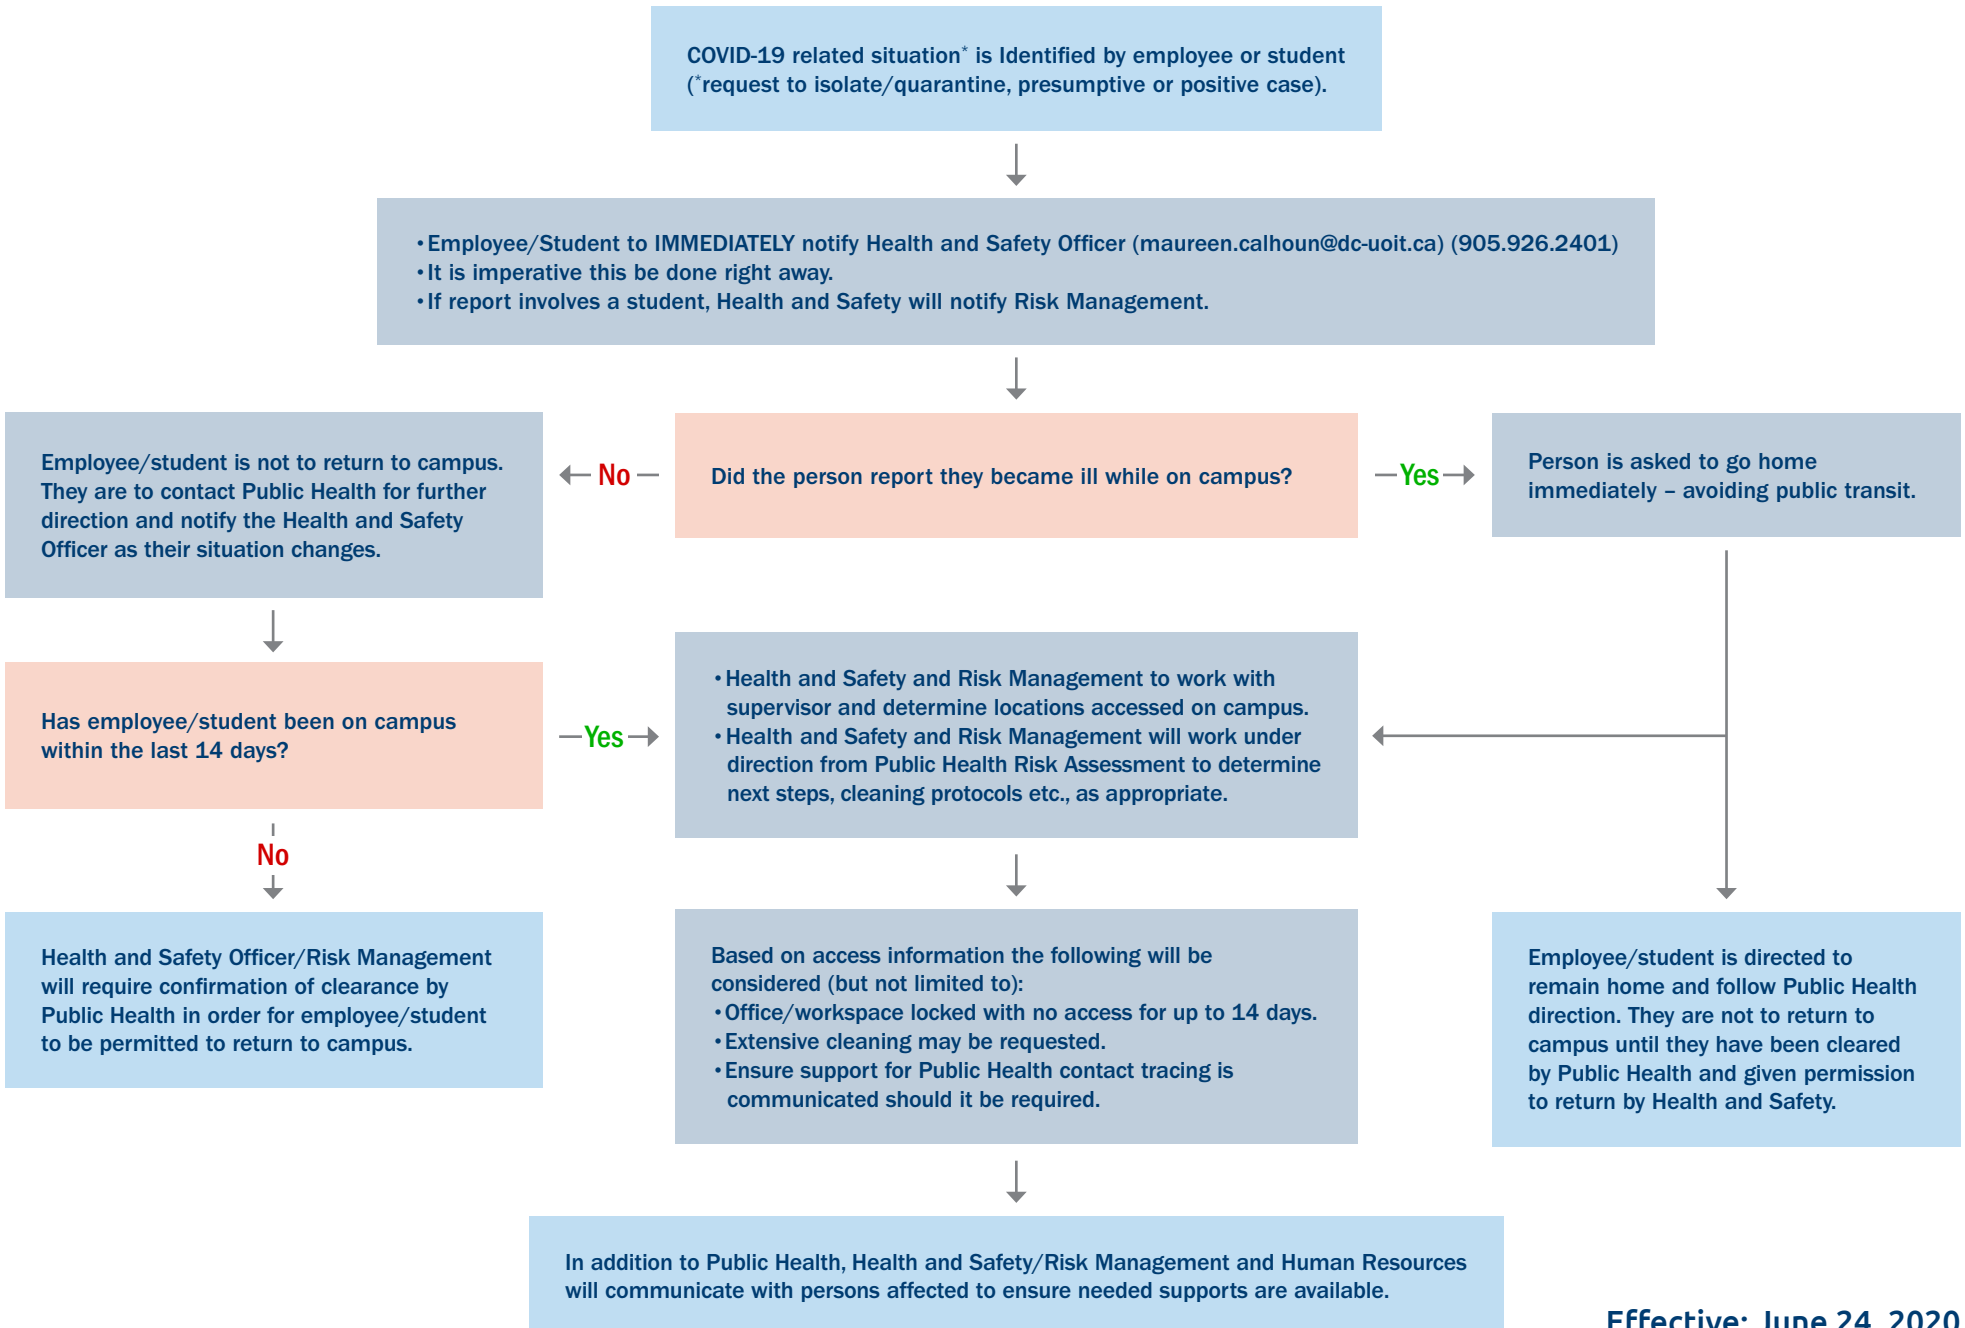 COVID-19 related situation* is Identified by employee or student
(*request to isolate/quarantine, presumptive or positive case).
•Employee/Student to IMMEDIATELY notify Health and Safety Officer (maureen.calhoun@dc-uoit.ca) (905.926.2401)
•It is imperative this be done right away.
•If report involves a student, Health and Safety will notify Risk Management.
Employee/student is not to return to campus.
They are to contact Public Health for further
direction and notify the Health and Safety
Officer as their situation changes.
No
Did the person report they became ill while on campus?
Yes
Person is asked to go home
immediately – avoiding public transit.
Has employee/student been on campus
within the last 14 days?
Yes
•Health and Safety and Risk Management to work with
supervisor and determine locations accessed on campus.
•Health and Safety and Risk Management will work under
direction from Public Health Risk Assessment to determine
next steps, cleaning protocols etc., as appropriate.
No
Health and Safety Officer/Risk Management
will require confirmation of clearance by
Public Health in order for employee/student
to be permitted to return to campus.
Based on access information the following will be
considered (but not limited to):
•Office/workspace locked with no access for up to 14 days.
•Extensive cleaning may be requested.
•Ensure support for Public Health contact tracing is
communicated should it be required.
Employee/student is directed to
remain home and follow Public Health
direction. They are not to return to
campus until they have been cleared
by Public Health and given permission
to return by Health and Safety.
In addition to Public Health, Health and Safety/Risk Management and Human Resources
will communicate with persons affected to ensure needed supports are available.
Effective: June 24, 2020